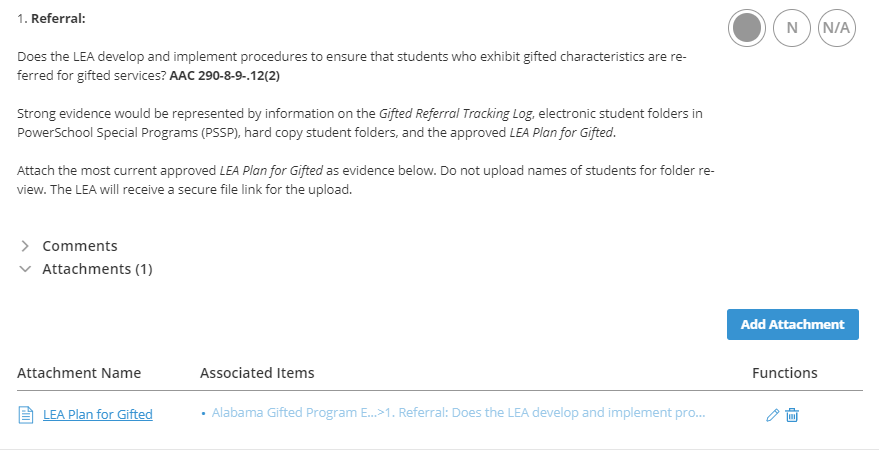 1. Referral:
N
N/A
Does the LEA develop and implement procedures to ensure that students who exhibit gifted characteristics are re-
ferred for gifted services? AAC 290-8-9-.12(2)
Strong evidence would be represented by information on the Gifted Referral Tracking Log, electronic student folders in
PowerSchool Special Programs (PSSP), hard copy student folders, and the approved LEA Plan for Gifted.
Attach the most current approved LEA Plan for Gifted as evidence below. Do not upload names of students for folder re-
view. The LEA will receive a secure file link for the upload.
Comments
Attachments (1)
Add Attachment
Attachment Name Associated Items Functions
LEA Plan for Gifted • Alabama Gifted Program E...>1. Referral: Does the LEA develop and implement pro...